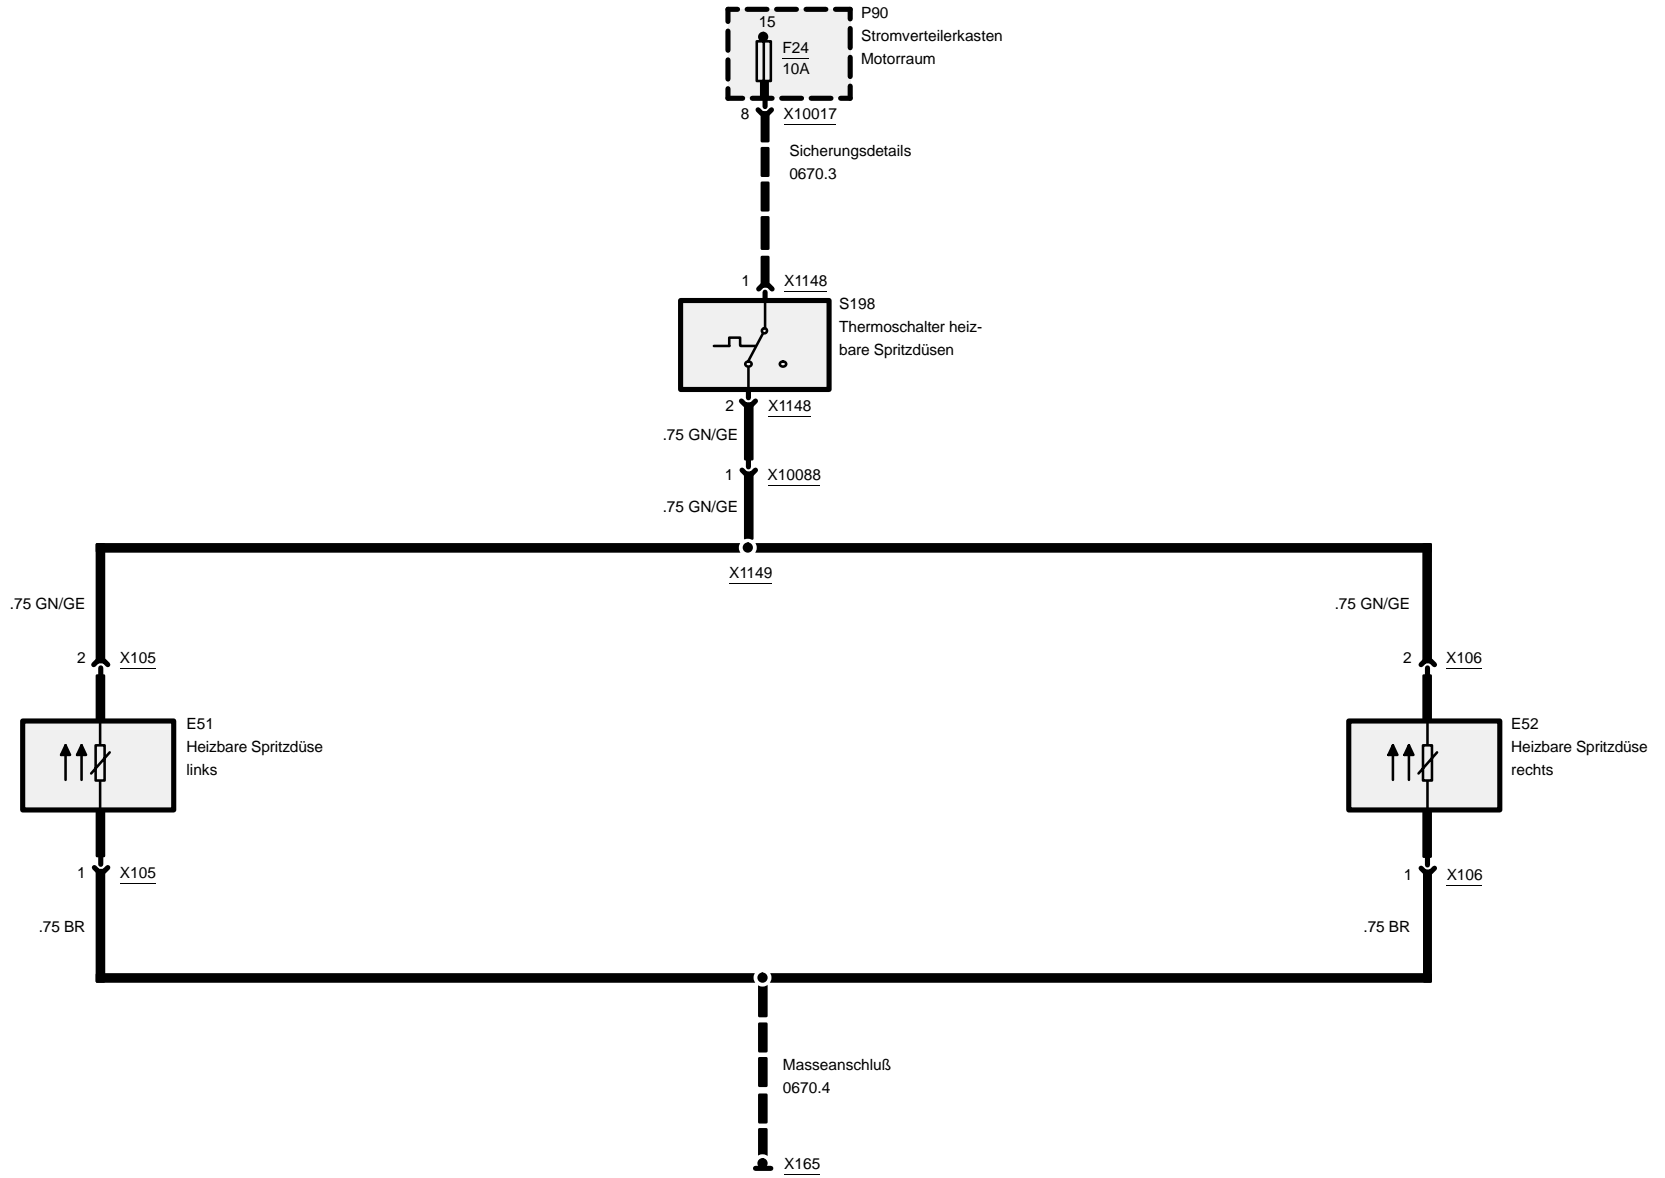 15
P90
Stromverteilerkasten
Motorraum
F24
10A
8
X10017
Sicherungsdetails
0670.3
1
X1148
S198
Thermoschalter heiz-
bare Spritzdüsen
2
X1148
.75 GN/GE
1
X10088
.75 GN/GE
X1149
.75 GN/GE
.75 GN/GE
2
X105
2
X106
E51
Heizbare Spritzdüse
links
E52
Heizbare Spritzdüse
rechts
1
X105
1
X106
.75 BR
.75 BR
Masseanschluß
0670.4
X165